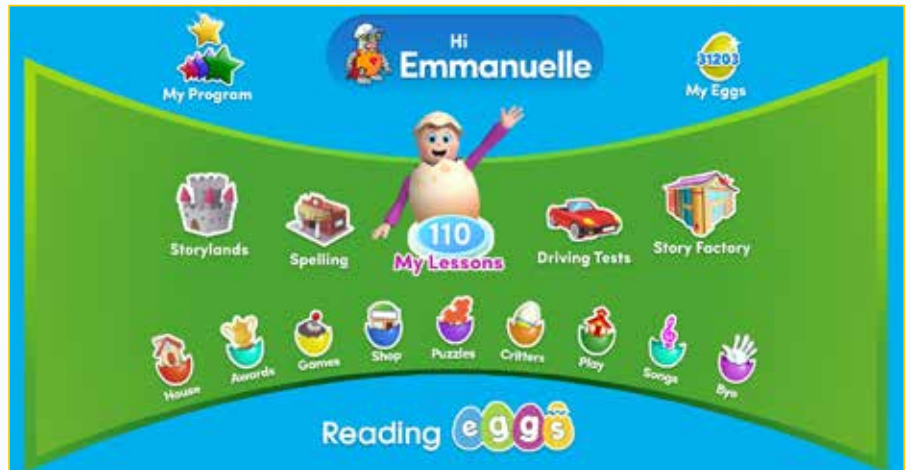 Hi
Emmanuelle
My Program
31203
My Eggs
Storylands
Spelling
110
My Lessons
Driving Tests
Story Factory
House
Awards
Games
Shop
Puzzles
Critters
Play
Songs
Bye
Reading eggs